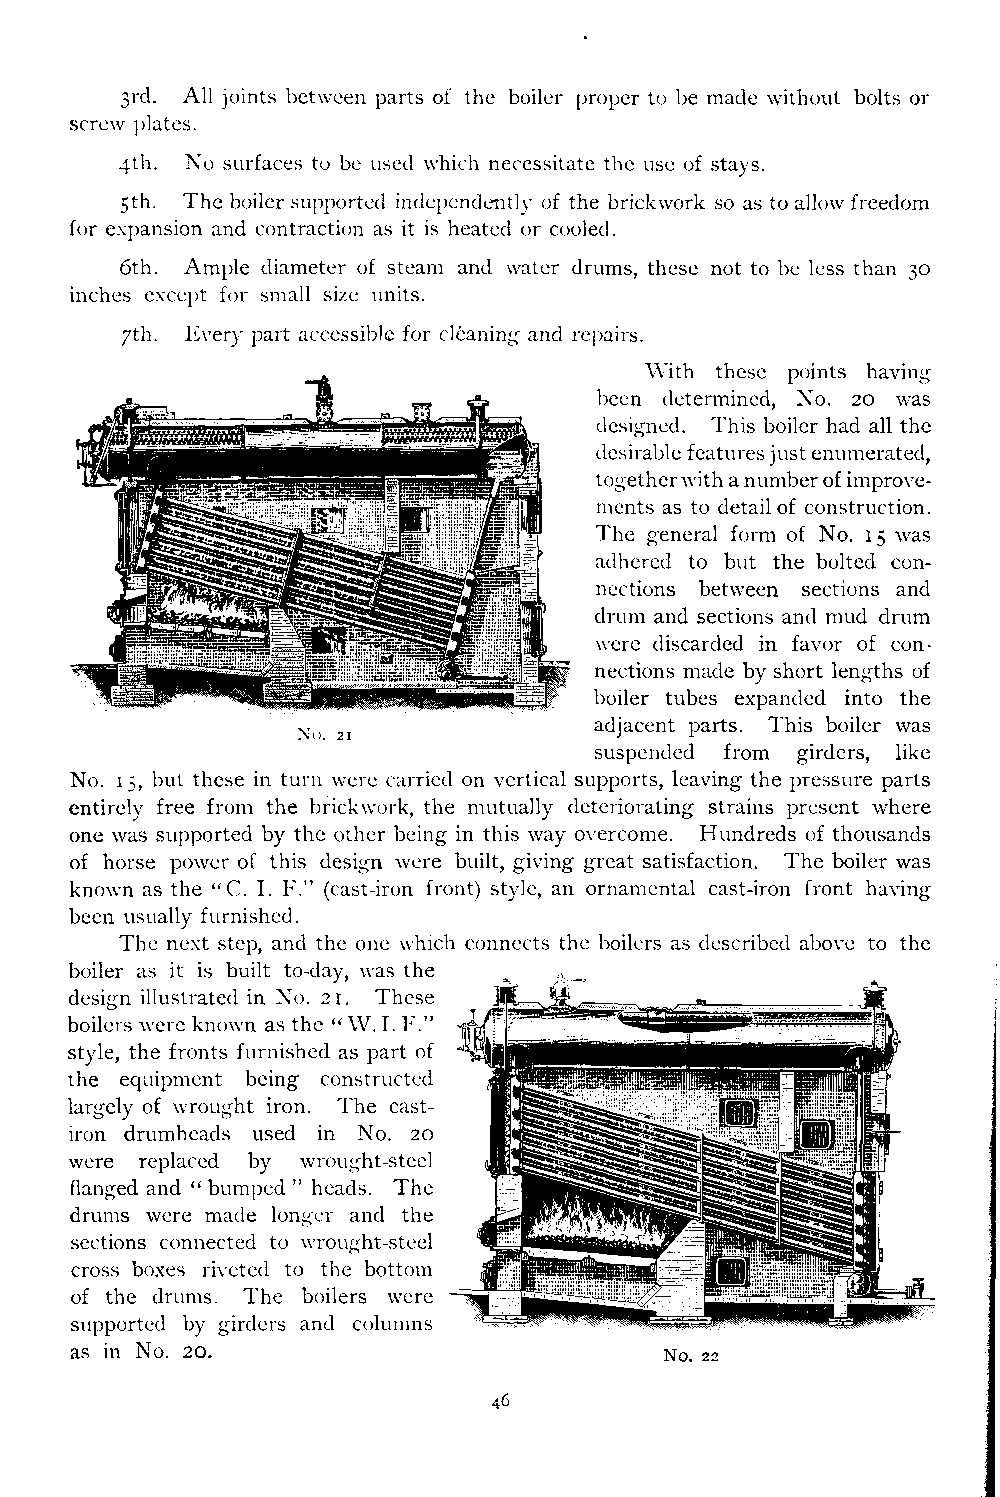 3rd. All joints between parts of the boiler proper to be made without bolts or
screw plates.
4th. No surfaces to be used which necessitate the use of stays.
5th. The boiler supported independently of the brickwork so as to allow freedom
for expansion and contraction as it is heated or cooled.
6th. Ample diameter of steam and water drums, these not to be less than 30
inches except for small size units.
7th. Every part accessible for cleaning and repairs.
With these points having
been determined, No. 20 was
designed. This boiler had all the
desirable features just enumerated,
together with a number of improve-
ments as to detail of construction.
The general form of No. 15 was
adhered to but the bolted con-
nections between sections and
drum and sections and mud drum
were discarded in favor of con-
nections made by short lengths of
boiler tubes expanded into the
adjacent parts. This boiler was
suspended from girders, like
No. 15, but these in turn were carried on vertical supports, leaving the pressure parts
entirely free from the brickwork, the mutually deteriorating strains present where
one was supported by the other being in this way overcome. Hundreds of thousands
of horse power of this design were built, giving great satisfaction. The boiler was
known as the “C. I. F.” (cast-iron front) style, an ornamental cast-iron front having
been usually furnished.
No. 21
The next step, and the one which connects the boilers as described above to the
boiler as it is built to-day, was the
design illustrated in No. 21. These
boilers were known as the “W. I. F.”
style, the fronts furnished as part of
the equipment being constructed
largely of wrought iron. The cast-
iron drumheads used in No. 20
were replaced by wrought-steel
flanged and “bumped” heads. The
drums were made longer and the
sections connected to wrought-steel
cross boxes riveted to the bottom
of the drums. The boilers were
supported by girders and columns
as in No. 20.
No. 22
46